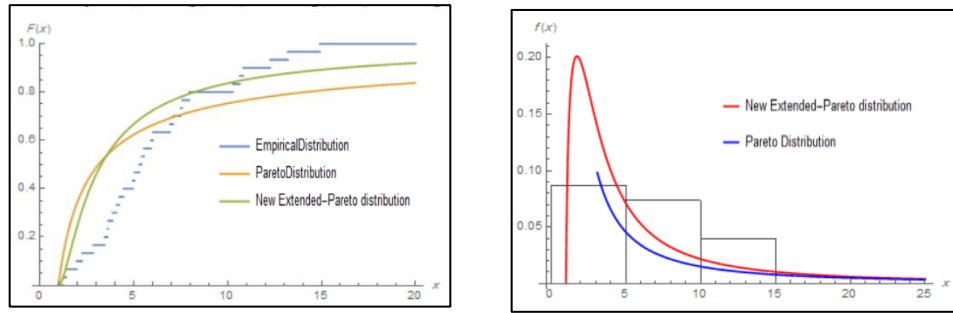 F(x)
1.0
0.8
0.6
0.4
0.2
EmpiricalDistribution
ParetoDistribution
New Extended-Pareto distribution
0
5
10
15
20
x
f(x)
0.20
0.15
0.10
0.05
New Extended-Pareto distribution
Pareto Distribution
0
5
10
15
20
25
x